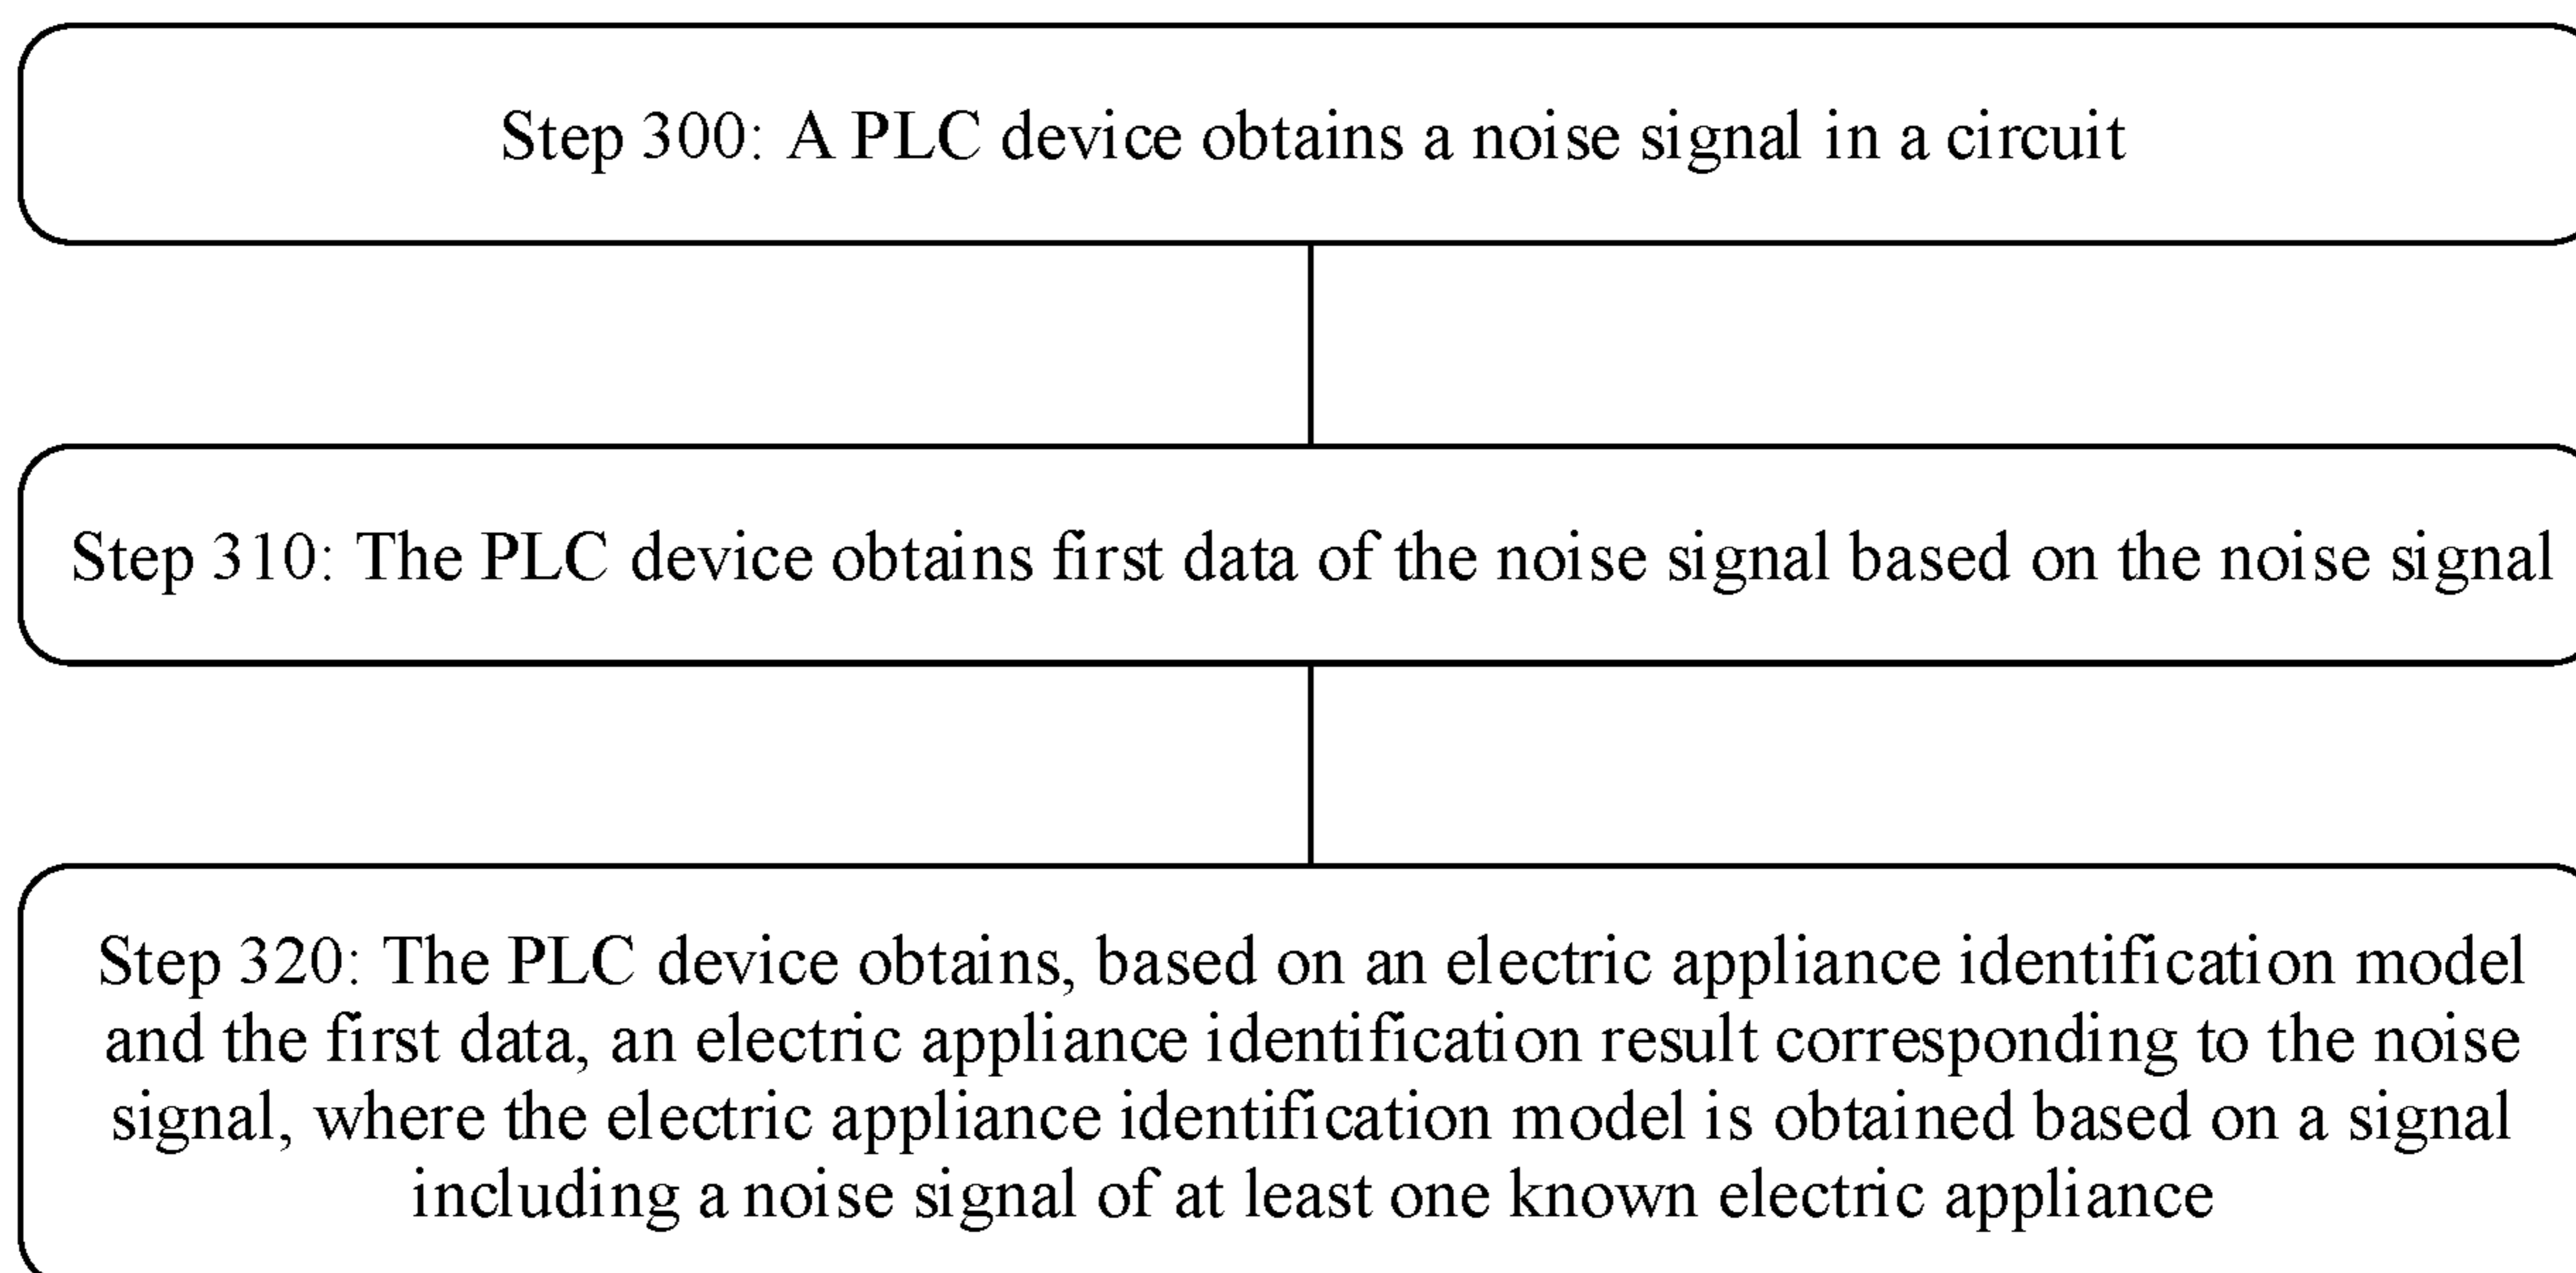 Step 300: A PLC device obtains a noise signal in a circuit
Step 310: The PLC device obtains first data of the noise signal based on the noise signal
Step 320: The PLC device obtains, based on an electric appliance identification model
and the first data, an electric appliance identification result corresponding to the noise
signal, where the electric appliance identification model is obtained based on a signal
including a noise signal of at least one known electric appliance